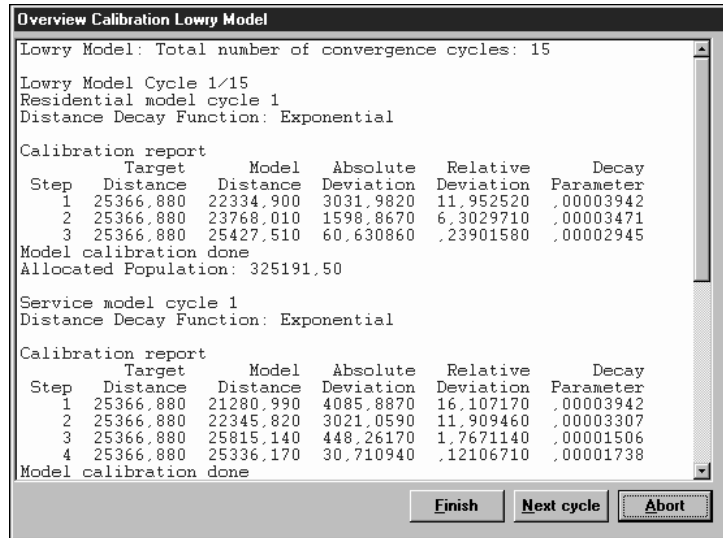 Overview Calibration Lowry Model
Lowry Model: Total number of convergence cycles: 15
Lowry Model Cycle 1/15
Residential model cycle 1
Distance Decay Function: Exponential
Calibration report
Target Model Absolute Relative Decay
Step Distance Distance Deviation Deviation Parameter
1 25366,880 22334,900 3031,9820 11,952520 ,00003942
2 25366,880 23768,010 1598,8670 6,3029710 ,00003471
3 25366,880 25427,510 60,630860 ,23901580 ,00002945
Model calibration done
Allocated Population: 325191,50
Service model cycle 1
Distance Decay Function: Exponential
Calibration report
Target Model Absolute Relative Decay
Step Distance Distance Deviation Deviation Parameter
1 25366,880 21280,990 4085,8870 16,107170 ,00003942
2 25366,880 22345,820 3021,0590 11,909460 ,00003307
3 25366,880 25815,140 448,26170 1,7671140 ,00001506
4 25366,880 25336,170 30,710940 ,12106710 ,00001738
Model calibration done
Finish Next cycle Abort